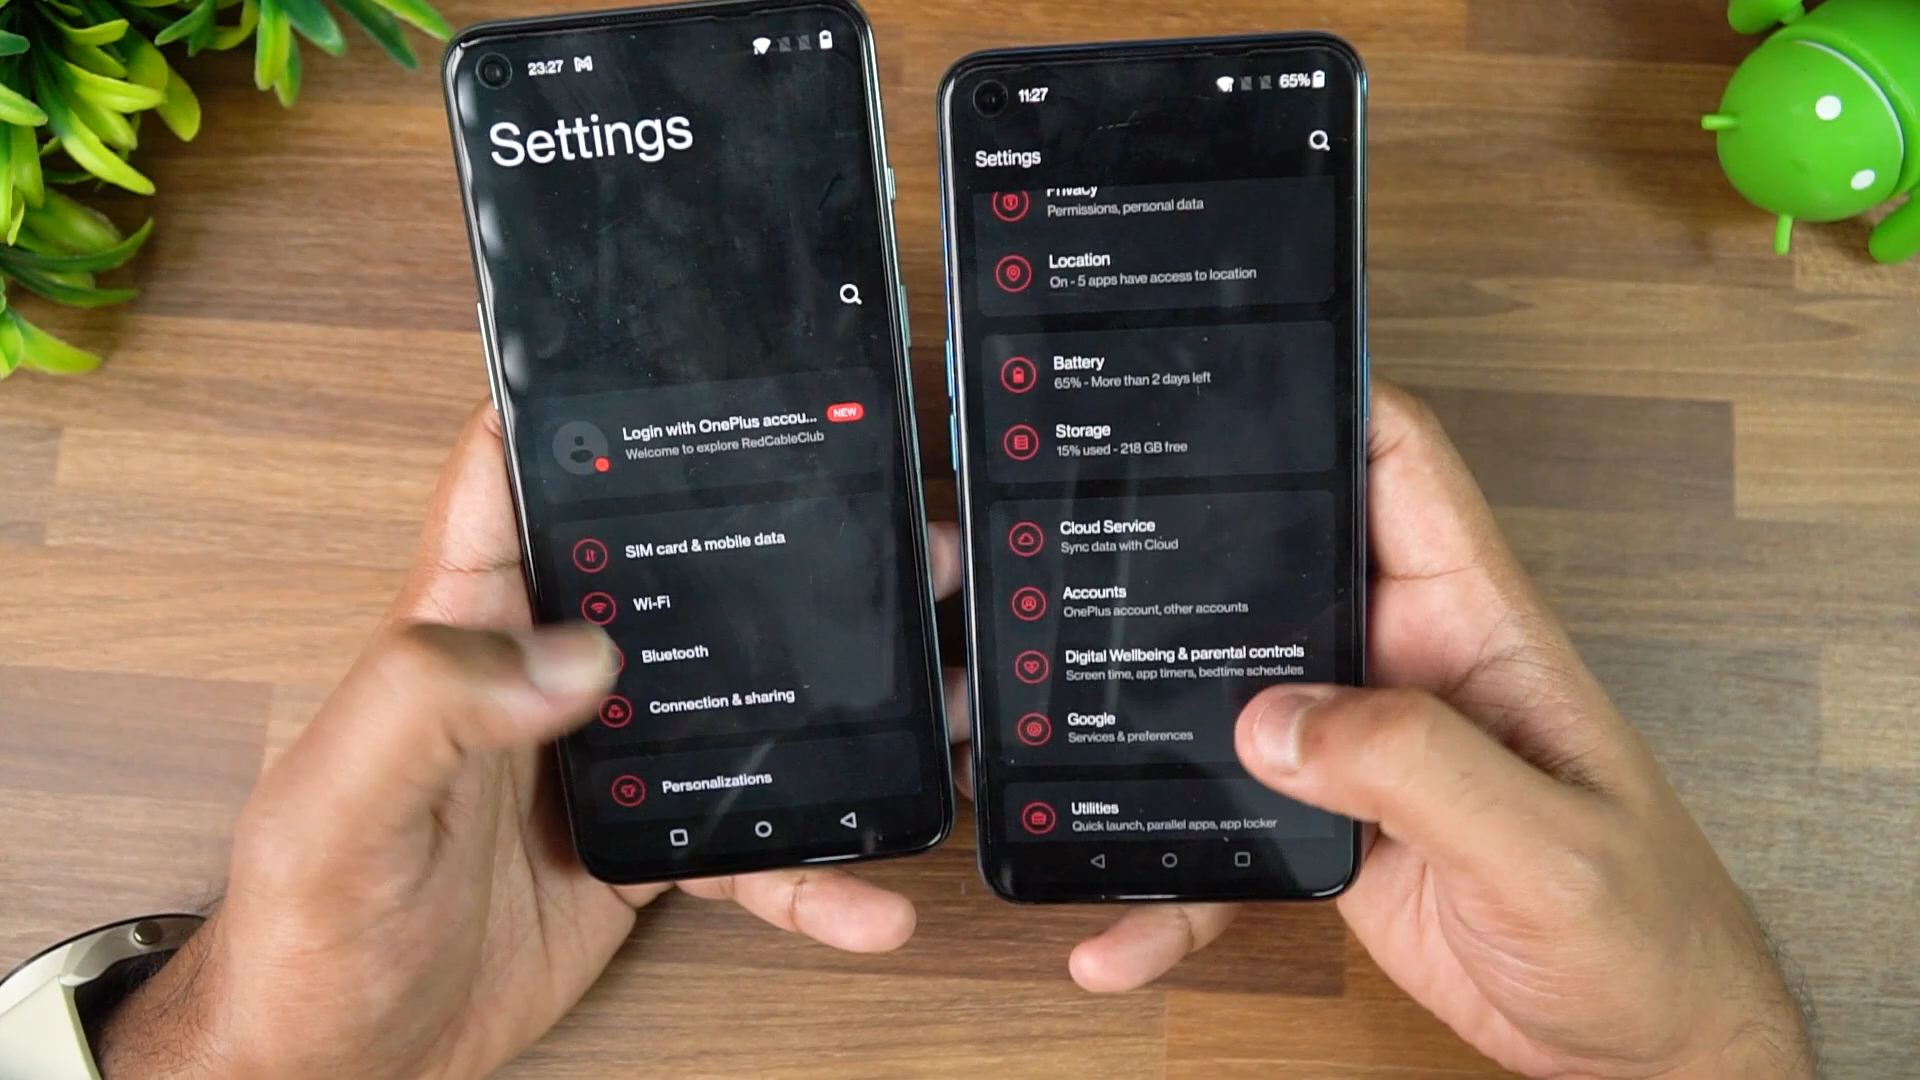 23:27
Settings
Login with OnePlus accou... NEW
Welcome to explore RedCableClub
SIM card & mobile data
Wi-Fi
Bluetooth
Connection & sharing
Personalizations
11:27 65%
Settings
Privacy
Permissions, personal data
Location
On - 5 apps have access to location
Battery
65% - More than 2 days left
Storage
15% used - 218 GB free
Cloud Service
Sync data with Cloud
Accounts
OnePlus account, other accounts
Digital Wellbeing & parental controls
Screen time, app timers, bedtime schedules
Google
Services & preferences
Utilities
Quick launch, parallel apps, app locker